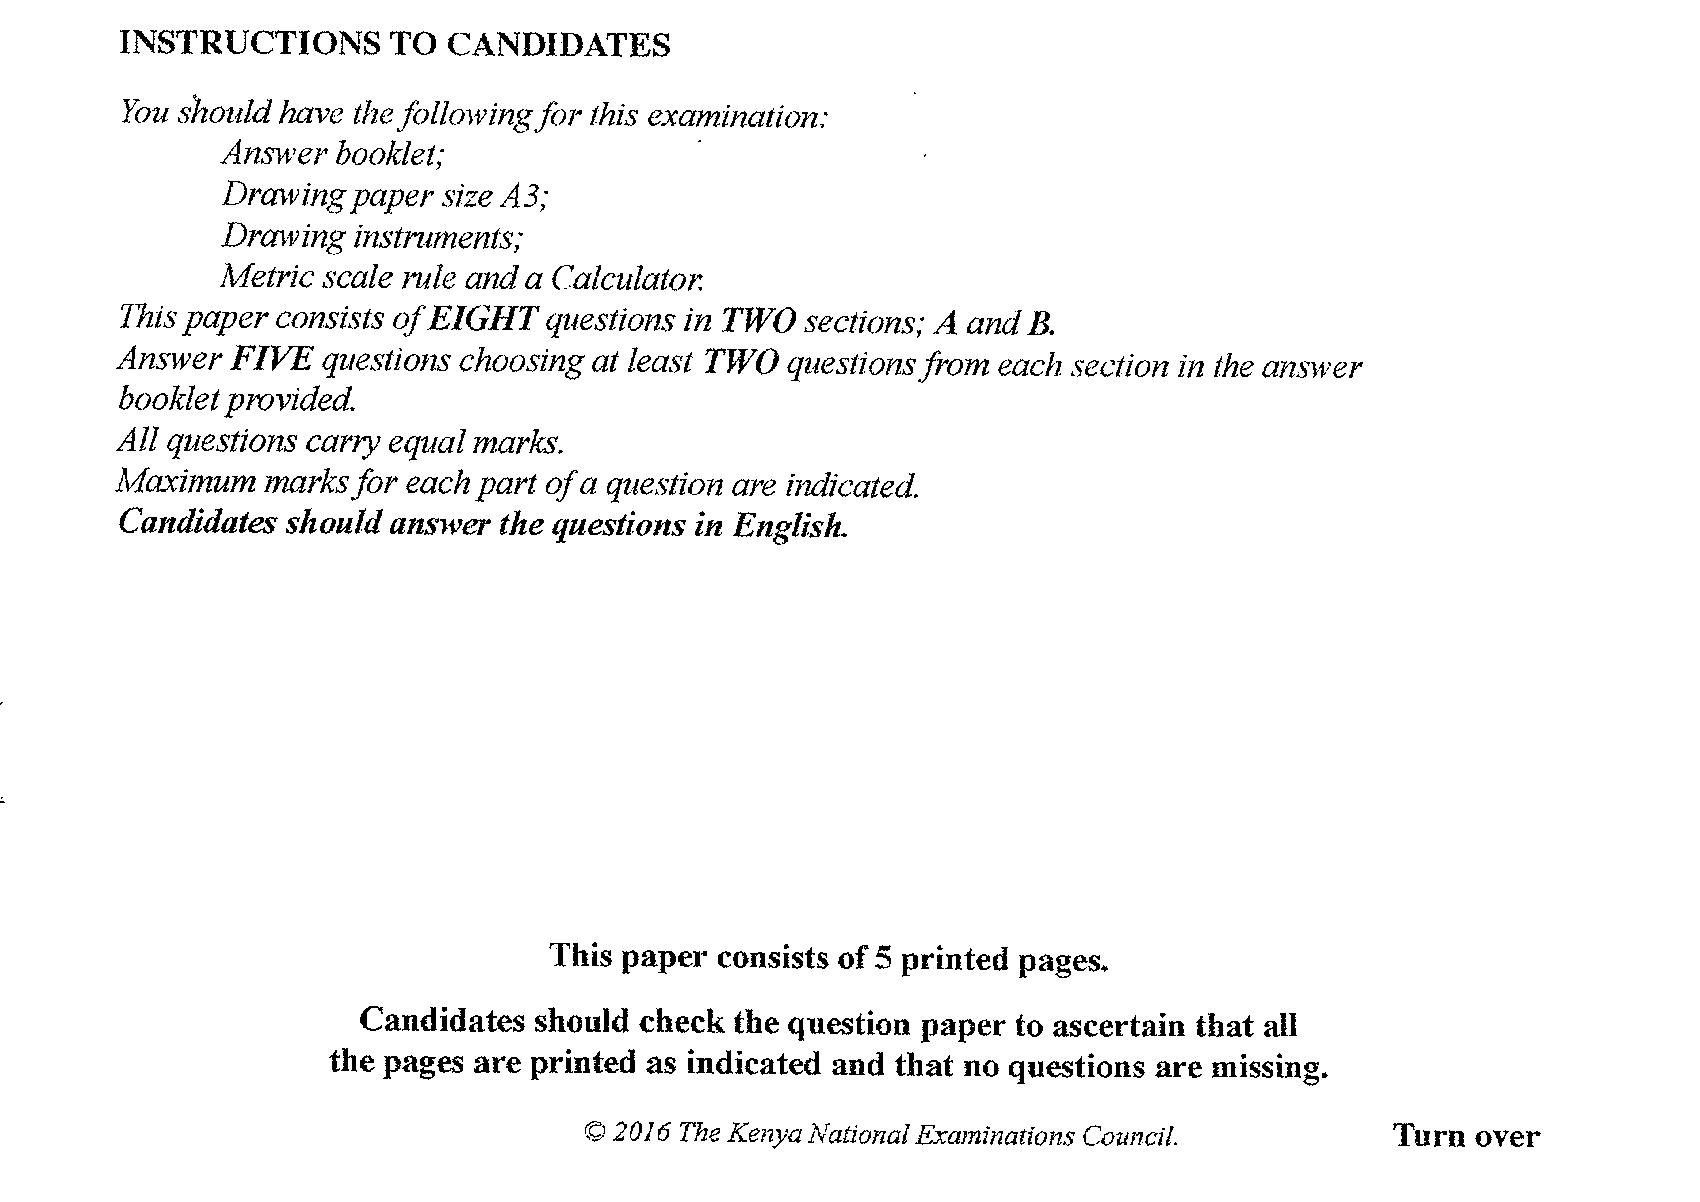 INSTRUCTIONS TO CANDIDATES
You should have the following for this examination:
Answer booklet;
Drawing paper size A3;
Drawing instruments;
Metric scale rule and a Calculator.
This paper consists of EIGHT questions in TWO sections; A and B.
Answer FIVE questions choosing at least TWO questions from each section in the answer
booklet provided.
All questions carry equal marks.
Maximum marks for each part of a question are indicated.
Candidates should answer the questions in English.
This paper consists of 5 printed pages.
Candidates should check the question paper to ascertain that all
the pages are printed as indicated and that no questions are missing.
© 2016 The Kenya National Examinations Council.
Turn over